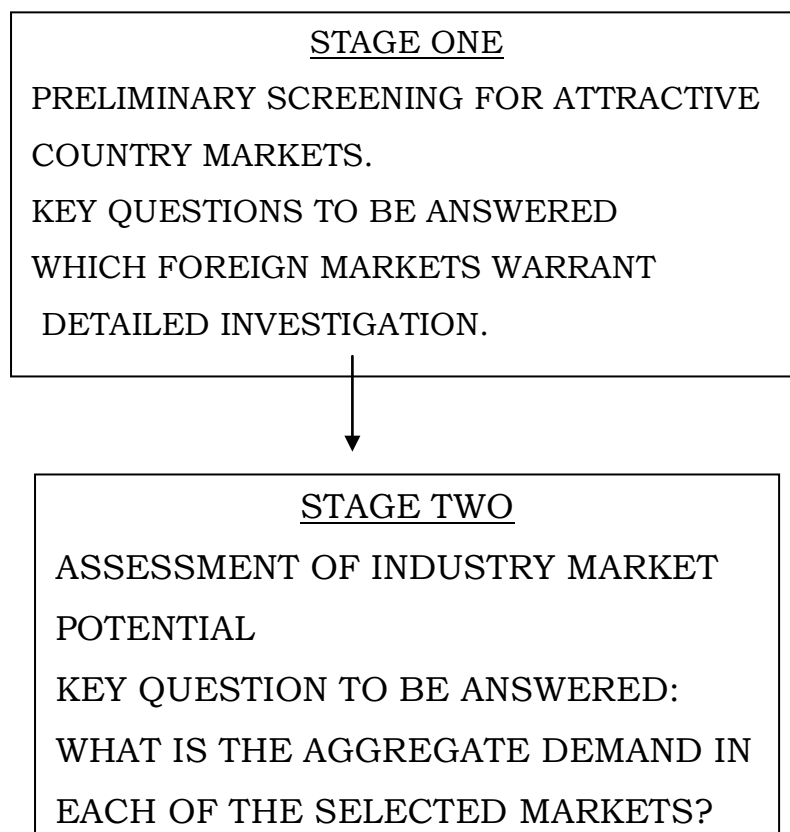 STAGE ONE
PRELIMINARY SCREENING FOR ATTRACTIVE
COUNTRY MARKETS.
KEY QUESTIONS TO BE ANSWERED
WHICH FOREIGN MARKETS WARRANT
DETAILED INVESTIGATION.
STAGE TWO
ASSESSMENT OF INDUSTRY MARKET
POTENTIAL
KEY QUESTION TO BE ANSWERED:
WHAT IS THE AGGREGATE DEMAND IN
EACH OF THE SELECTED MARKETS?